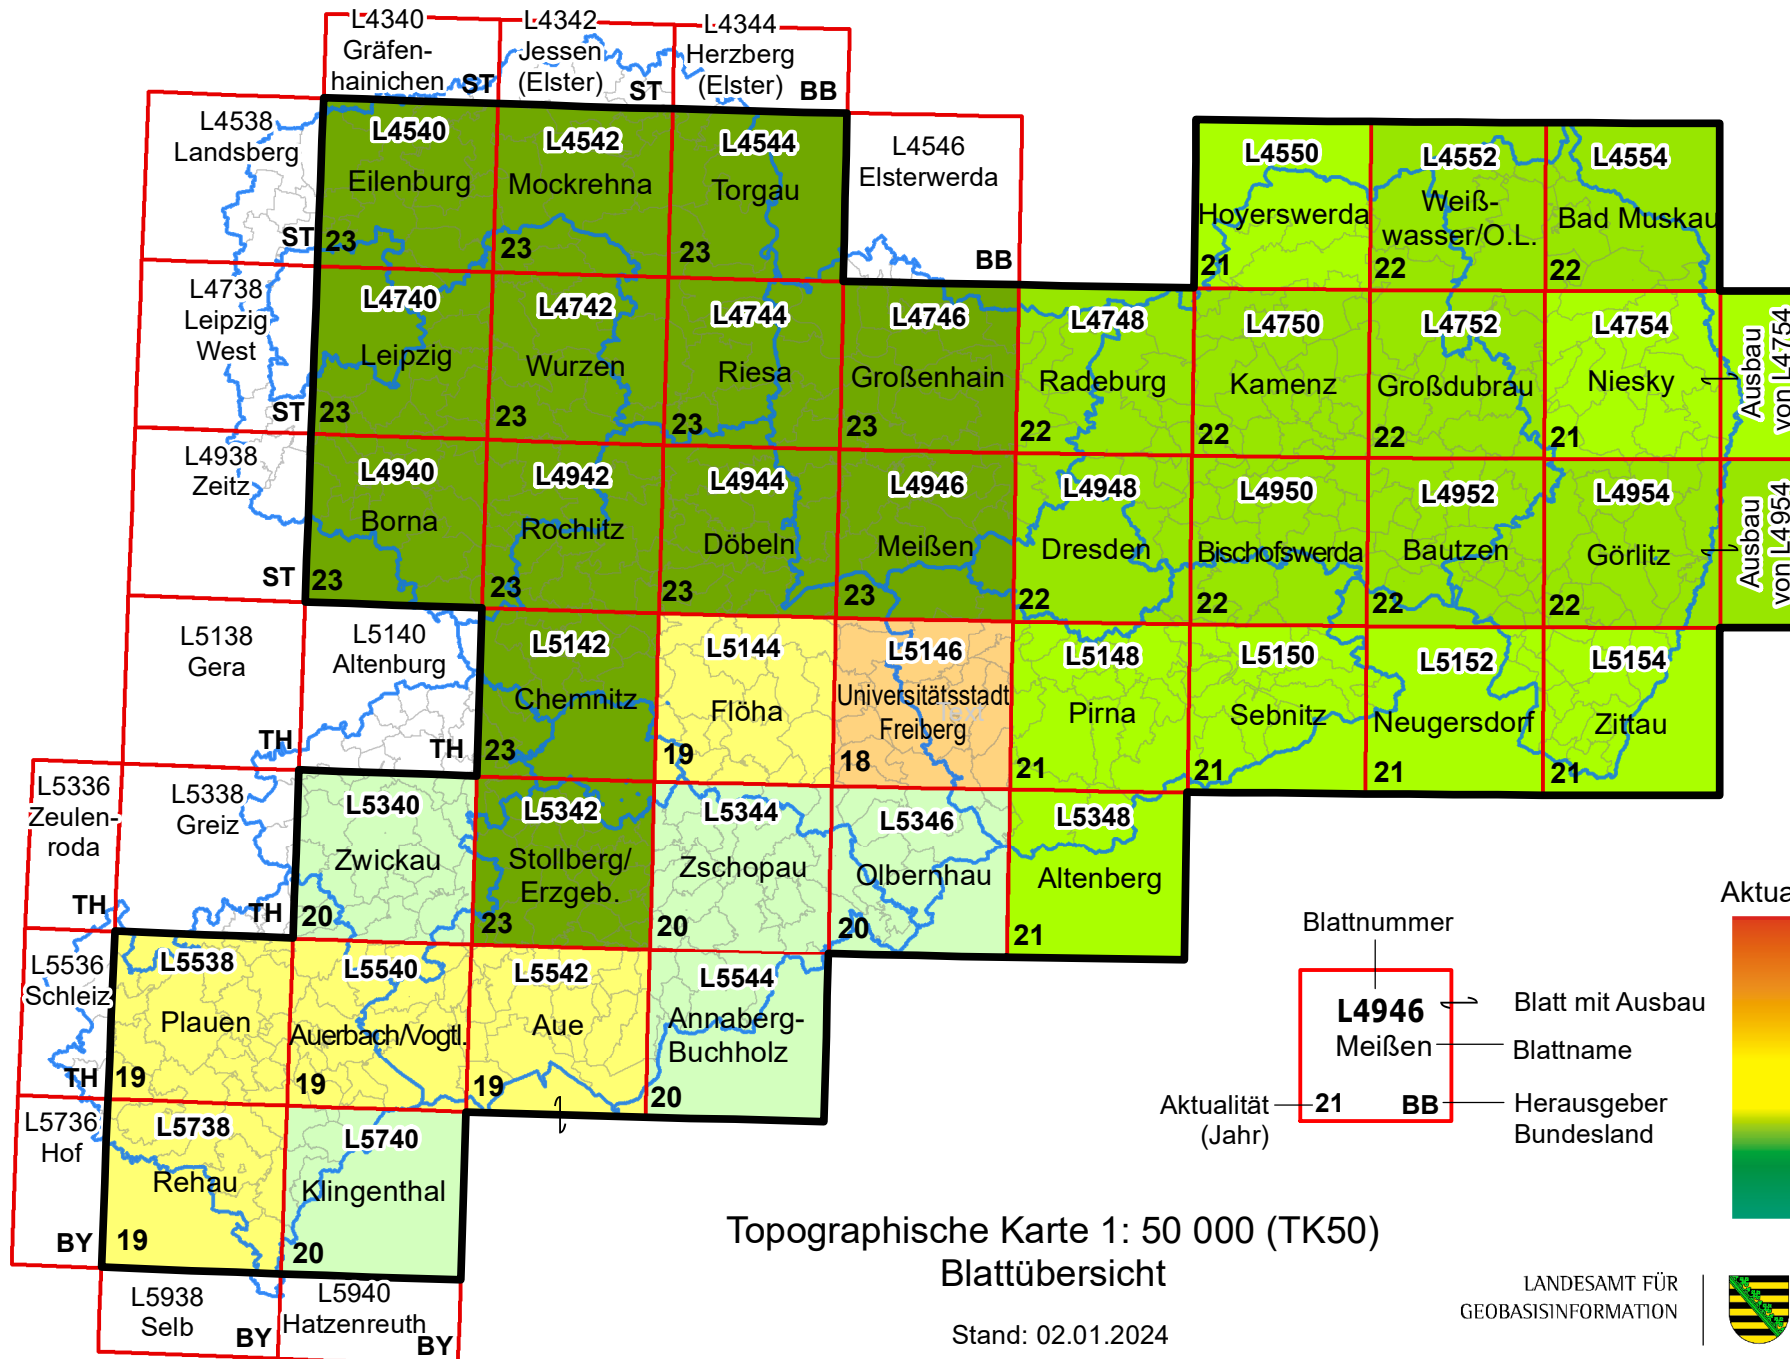 L4340
Gräfen-
hainichen
ST
L4342
Jessen
(Elster)
ST
L4344
Herzberg
(Elster)
BB
L4538
Landsberg
ST
L4540
Eilenburg
23
L4542
Mockrehna
23
L4544
Torgau
23
L4546
Elsterwerda
BB
L4550
Hoyerswerda
21
L4552
Weiß-
wasser/O.L.
22
L4554
Bad Muskau
22
L4738
Leipzig
West
ST
L4740
Leipzig
23
L4742
Wurzen
23
L4744
Riesa
23
L4746
Großenhain
23
L4748
Radeburg
22
L4750
Kamenz
22
L4752
Großdubrau
22
L4754
Niesky
21
Ausbau
von L4754
L4938
Zeitz
ST
L4940
Borna
23
L4942
Rochlitz
23
L4944
Döbeln
23
L4946
Meißen
23
L4948
Dresden
22
L4950
Bischofswerda
22
L4952
Bautzen
22
L4954
Görlitz
22
Ausbau
von L4954
L5138
Gera
TH
L5140
Altenburg
TH
L5142
Chemnitz
23
L5144
Flöha
19
L5146
Universitätsstadt
Freiberg
Text
18
L5148
Pirna
21
L5150
Sebnitz
21
L5152
Neugersdorf
21
L5154
Zittau
21
L5336
Zeulen-
roda
TH
L5338
Greiz
TH
L5340
Zwickau
20
L5342
Stollberg/
Erzgeb.
23
L5344
Zschopau
20
L5346
Olbernhau
20
L5348
Altenberg
21
L5536
Schleiz
TH
L5538
Plauen
19
L5540
Auerbach/Vogtl.
19
L5542
Aue
19
L5544
Annaberg-
Buchholz
20
L5736
Hof
BY
L5738
Rehau
19
L5740
Klingenthal
20
L5938
Selb
BY
L5940
Hatzenreuth
BY
Aktua
Blattnummer
L4946
Meißen
21
BB
Blatt mit Ausbau
Blattname
Aktualität
(Jahr)
Herausgeber
Bundesland
Topographische Karte 1: 50 000 (TK50)
Blattübersicht
Stand: 02.01.2024
LANDESAMT FÜR
GEOBASISINFORMATION